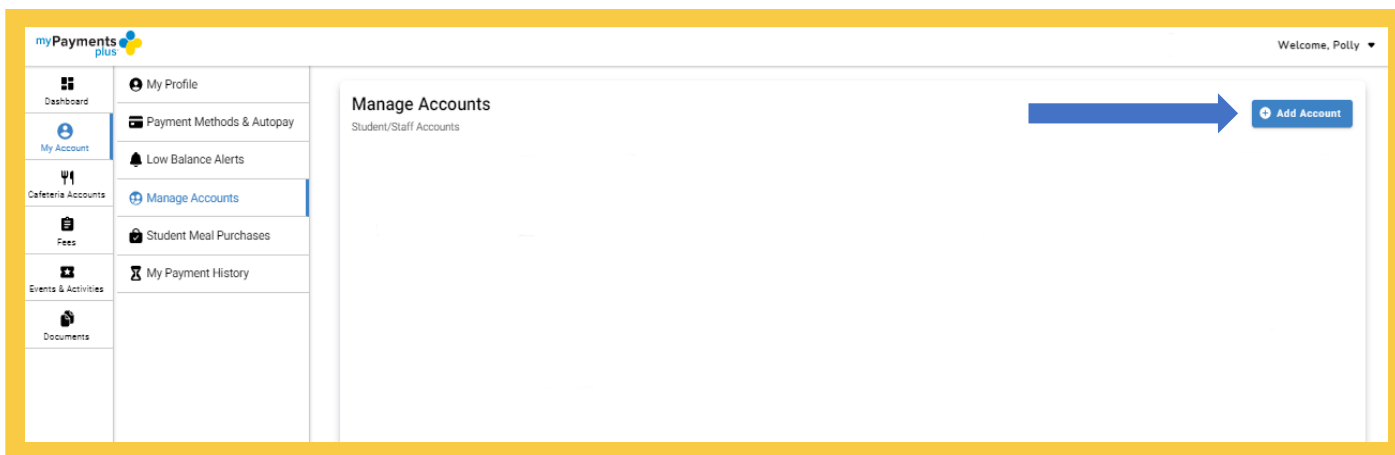 myPayments
plus
Welcome, Polly
Dashboard
My Account
Cafeteria Accounts
Fees
Events & Activities
Documents
My Profile
Payment Methods & Autopay
Low Balance Alerts
Manage Accounts
Student Meal Purchases
My Payment History
Manage Accounts
Student/Staff Accounts
Add Account